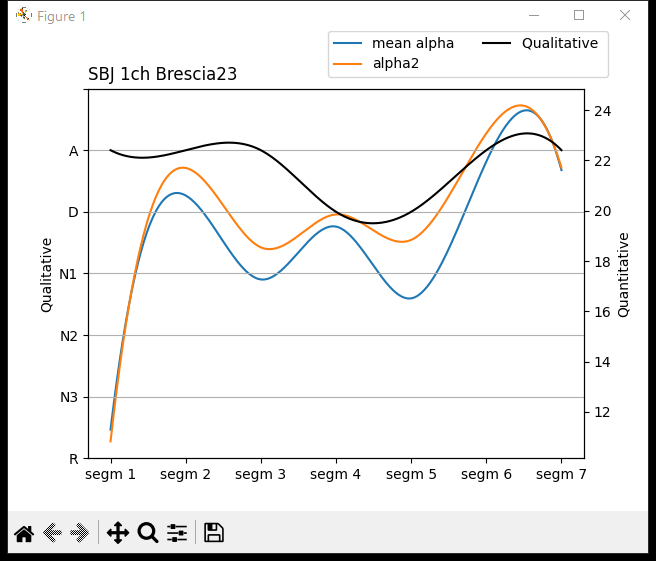 Figure 1
mean alpha
Qualitative
alpha2
SBJ 1ch Brescia23
A
D
N1
N2
N3
R
Qualitative
24
22
20
18
16
14
12
Quantitative
segm 1 segm 2 segm 3 segm 4 segm 5 segm 6 segm 7